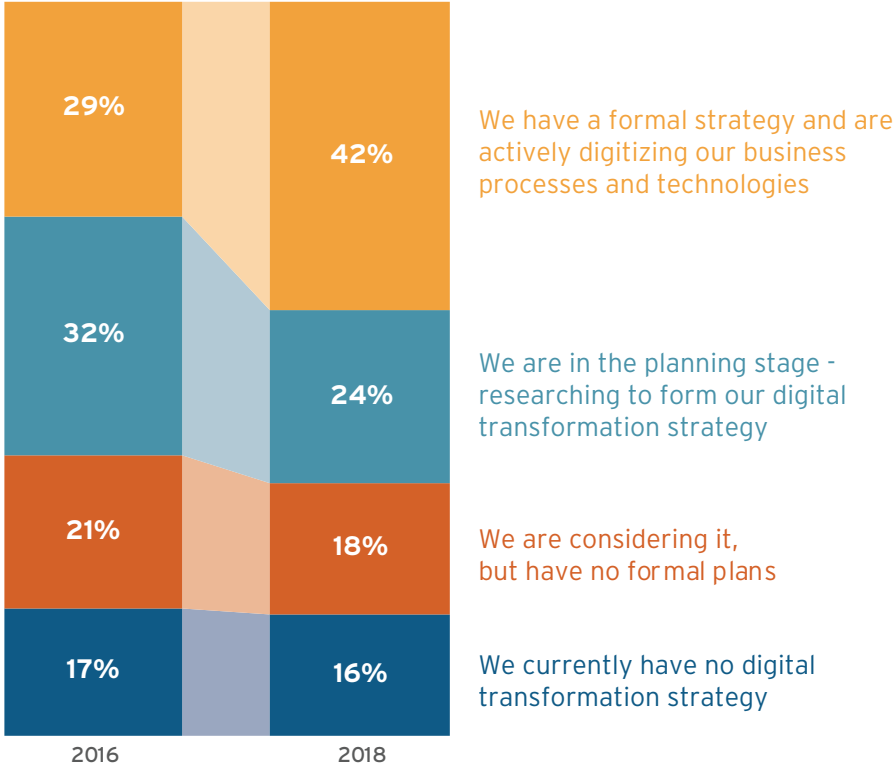 29%
42%
We have a formal strategy and are
actively digitizing our business
processes and technologies
32%
24%
We are in the planning stage -
researching to form our digital
transformation strategy
21%
18%
We are considering it,
but have no formal plans
17%
16%
We currently have no digital
transformation strategy
2016
2018